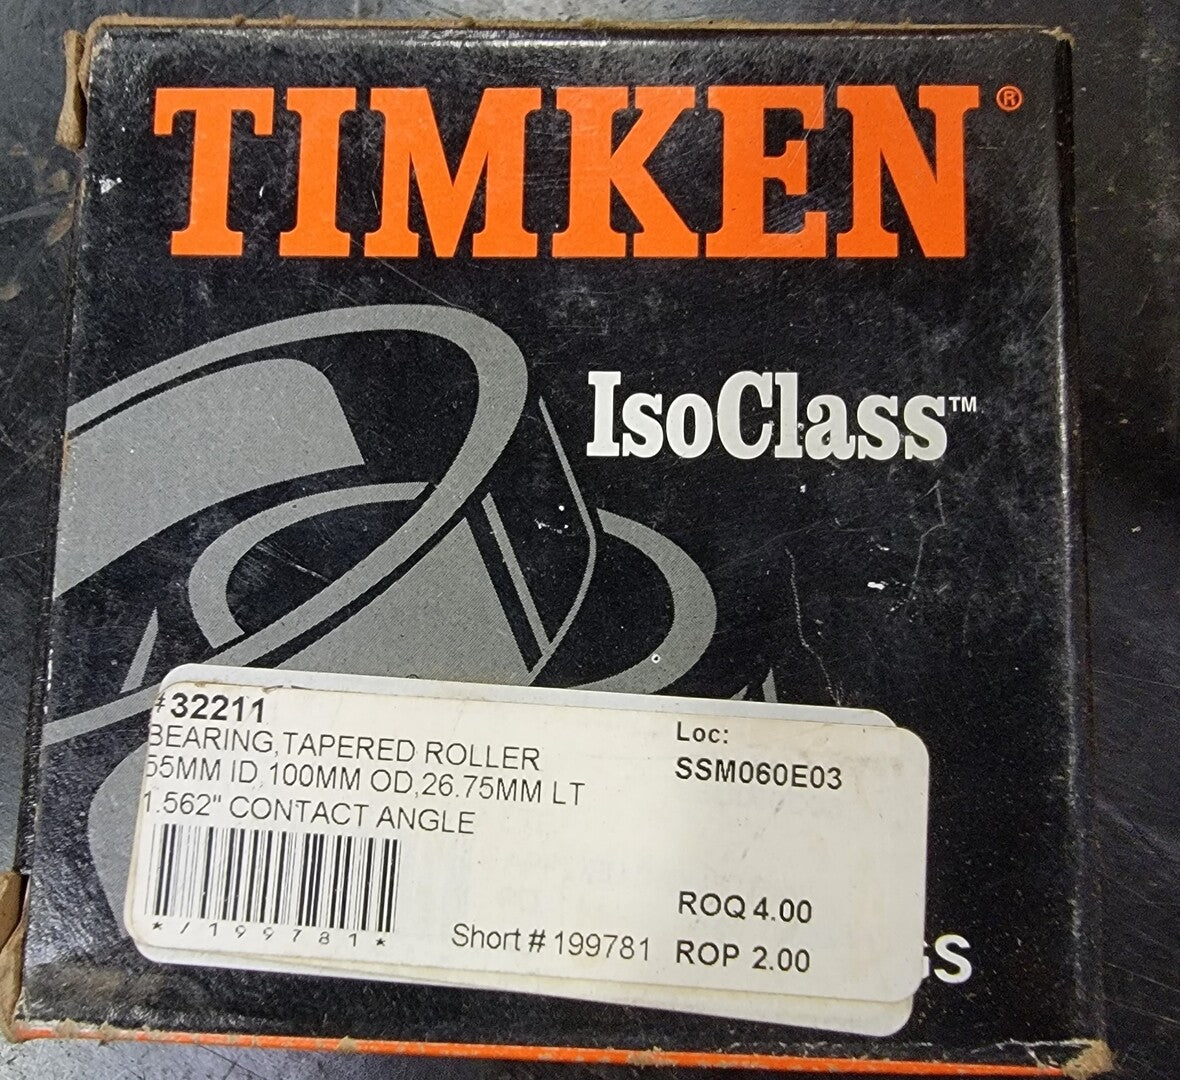 TIMKEN®
IsoClass™
#32211
BEARING,TAPERED ROLLER
55MM ID,100MM OD,26.75MM LT
1.562" CONTACT ANGLE
Loc:
SSM060E03
*/199781*
Short # 199781
ROQ 4.00
ROP 2.00
GS